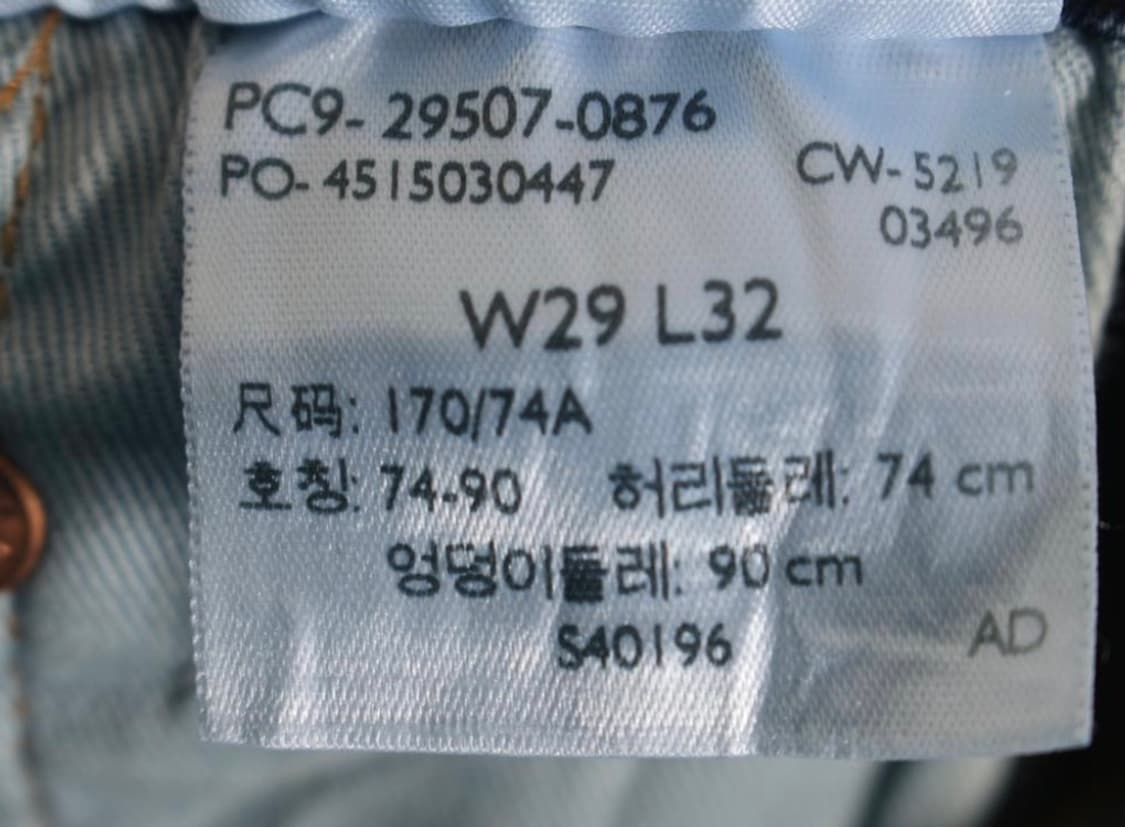 PC9- 29507-0876
PO- 4515030447
CW- 5219
03496
W29 L32
尺码: 170/74A
호칭: 74-90 허리둘레: 74 cm
엉덩이둘레: 90 cm
S40196
AD